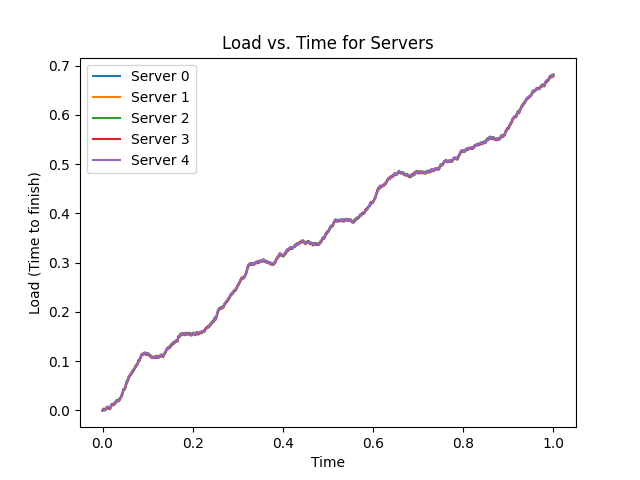 Load vs. Time for Servers
Server 0
Server 1
Server 2
Server 3
Server 4
Load (Time to finish)
0.7
0.6
0.5
0.4
0.3
0.2
0.1
0.0
0.0 0.2 0.4 0.6 0.8 1.0
Time